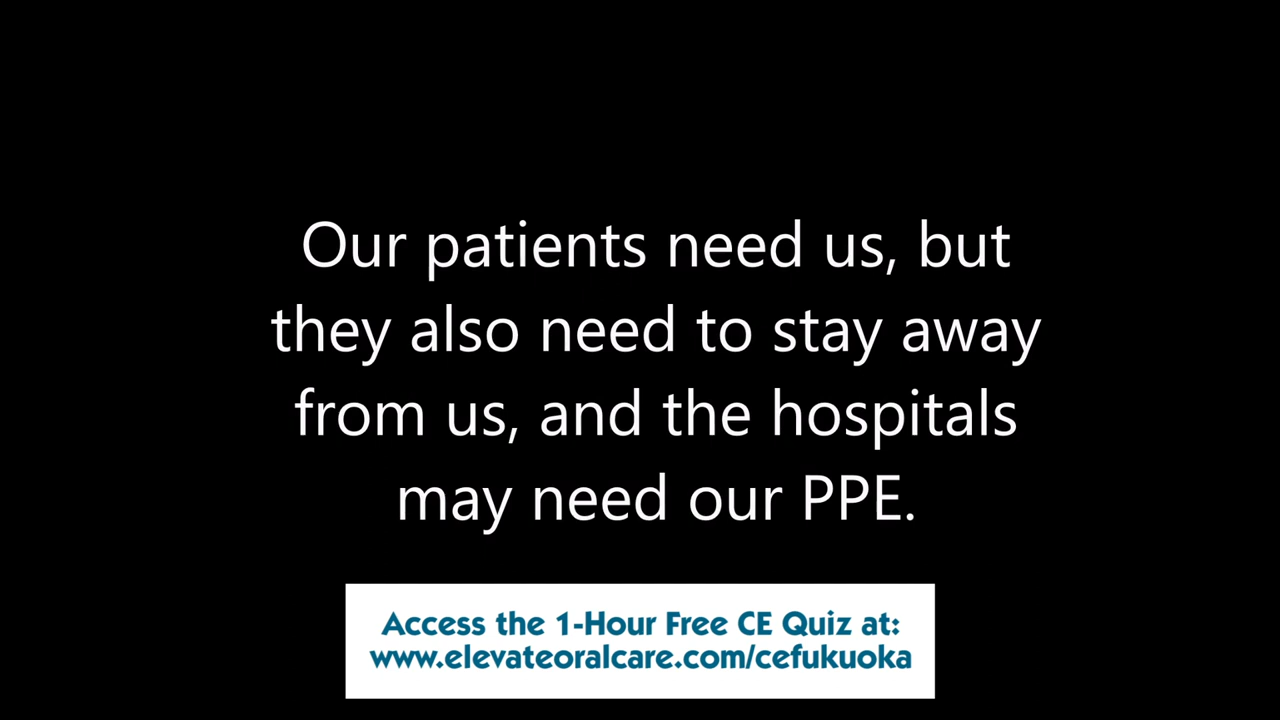 Our patients need us, but
they also need to stay away
from us, and the hospitals
may need our PPE.
Access the 1-Hour Free CE Quiz at:
www.elevateoralcare.com/cefukuoka